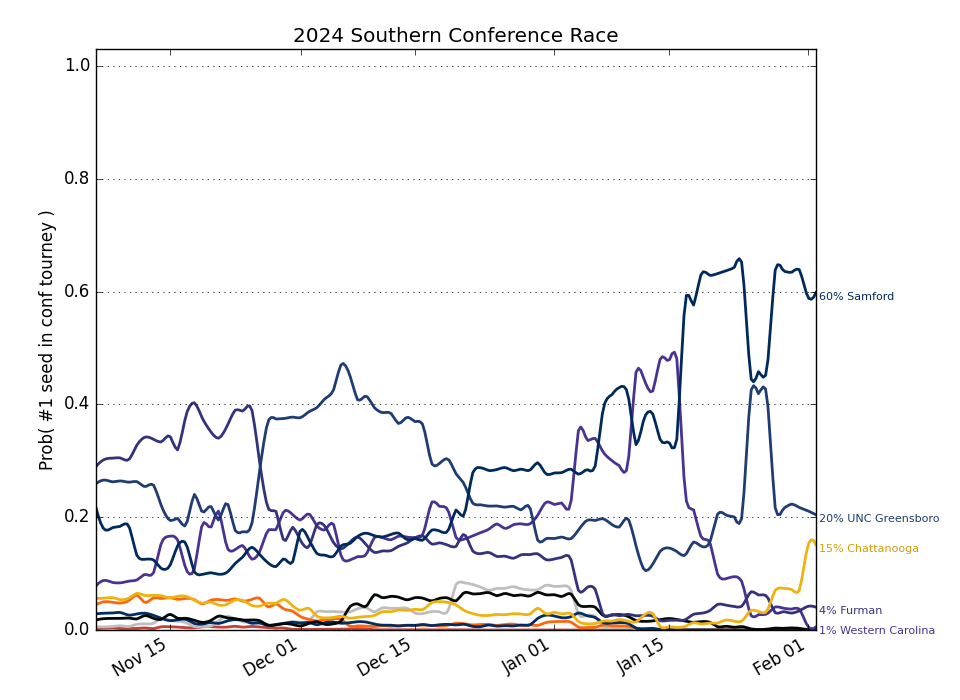 2024 Southern Conference Race
Prob( #1 seed in conf tourney )
1.0
0.8
0.6
0.4
0.2
0.0
60% Samford
20% UNC Greensboro
15% Chattanooga
4% Furman
1% Western Carolina
Nov 15
Dec 01
Dec 15
Jan 01
Jan 15
Feb 01